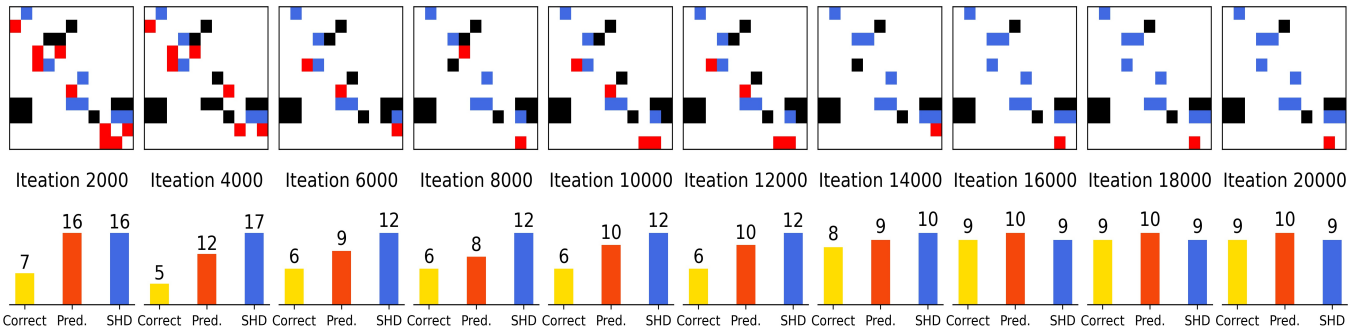 Iteation 2000 Iteation 4000 Iteation 6000 Iteation 8000 Iteation 10000 Iteation 12000 Iteation 14000 Iteation 16000 Iteation 18000 Iteation 20000
7 16 16 5 12 17 6 9 12 6 8 12 6 10 12 6 10 12 8 9 10 9 10 9 9 10 9 9 10 9
Correct Pred. SHD Correct Pred. SHD Correct Pred. SHD Correct Pred. SHD Correct Pred. SHD Correct Pred. SHD Correct Pred. SHD Correct Pred. SHD Correct Pred. SHD Correct Pred. SHD